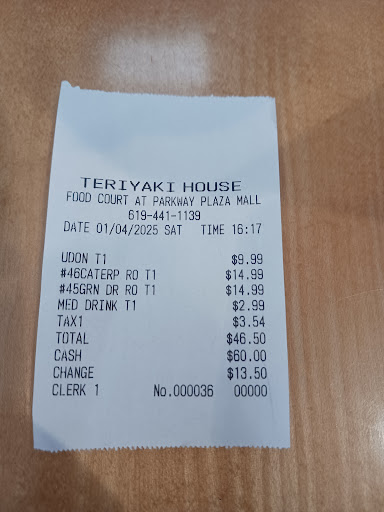 TERIYAKI HOUSE
FOOD COURT AT PARKWAY PLAZA MALL
619-441-1139
DATE 01/04/2025 SAT TIME 16:17
UDON T1 $9.99
#46CATERP RO T1 $14.99
#45GRN DR RO T1 $14.99
MED DRINK T1 $2.99
TAX1 $3.54
TOTAL $46.50
CASH $60.00
CHANGE $13.50
CLERK 1 No.000036 00000